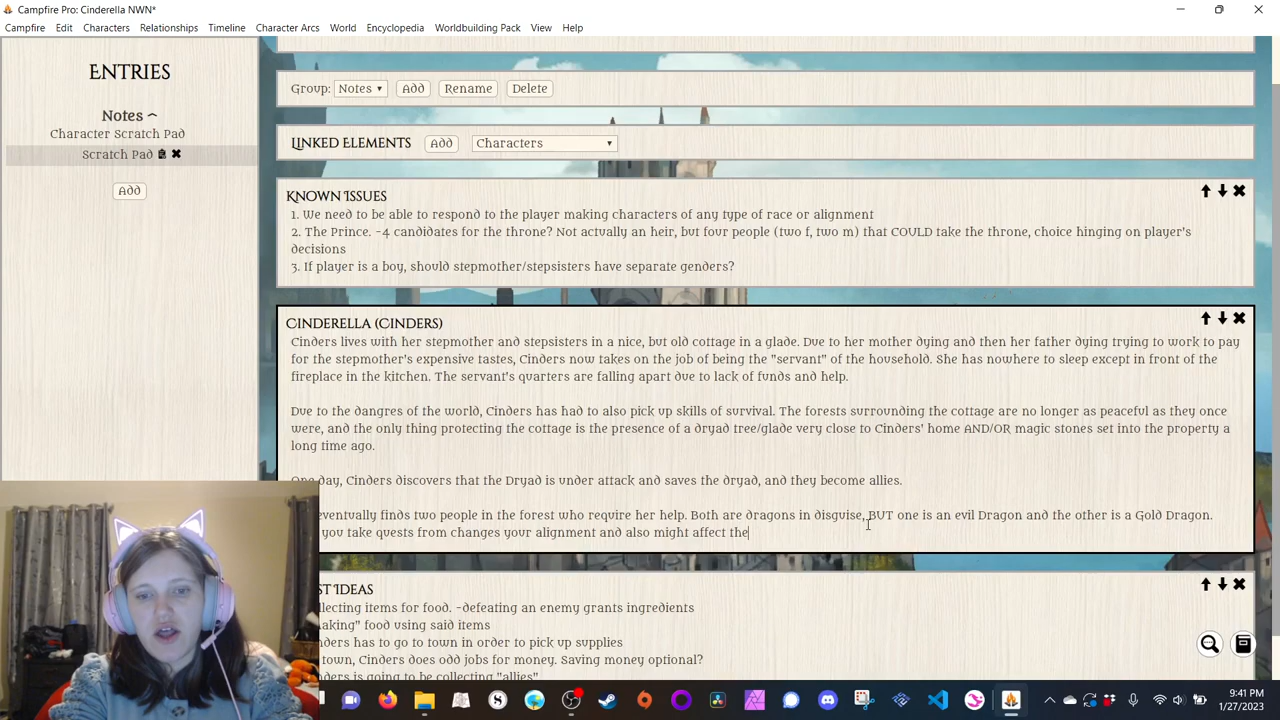 Campfire Pro: Cinderella NWN*
Campfire Edit Characters Relationships Timeline Character Arcs World Encyclopedia Worldbuilding Pack View Help
Entries
Notes
Character Scratch Pad
Scratch Pad
Add
Group: Notes Add Rename Delete
Linked Elements Add Characters
Known Issues
1. We need to be able to respond to the player making characters of any type of race or alignment
2. The Prince. -4 candidates for the throne? Not actually an heir, but four people (two f, two m) that COULD take the throne, choice hinging on player's
decisions
3. If player is a boy, should stepmother/stepsisters have separate genders?
Cinderella (Cinders)
Cinders lives with her stepmother and stepsisters in a nice, but old cottage in a glade. Due to her mother dying and then her father dying trying to work to pay
for the stepmother's expensive tastes, Cinders now takes on the job of being the "servant" of the household. She has nowhere to sleep except in front of the
fireplace in the kitchen. The servant's quarters are falling apart due to lack of funds and help.
Due to the dangres of the world, Cinders has had to also pick up skills of survival. The forests surrounding the cottage are no longer as peaceful as they once
were, and the only thing protecting the cottage is the presence of a dryad tree/glade very close to Cinders' home AND/OR magic stones set into the property a
long time ago.
One day, Cinders discovers that the Dryad is under attack and saves the dryad, and they become allies.
eventually finds two people in the forest who require her help. Both are dragons in disguise, BUT one is an evil Dragon and the other is a Gold Dragon.
you take quests from changes your alignment and also might affect the
Ideas
items for food. -defeating an enemy grants ingredients
food using said items
has to go to town in order to pick up supplies
town, Cinders does odd jobs for money. Saving money optional?
is going to be collecting "allies"
9:41 PM
1/27/2023